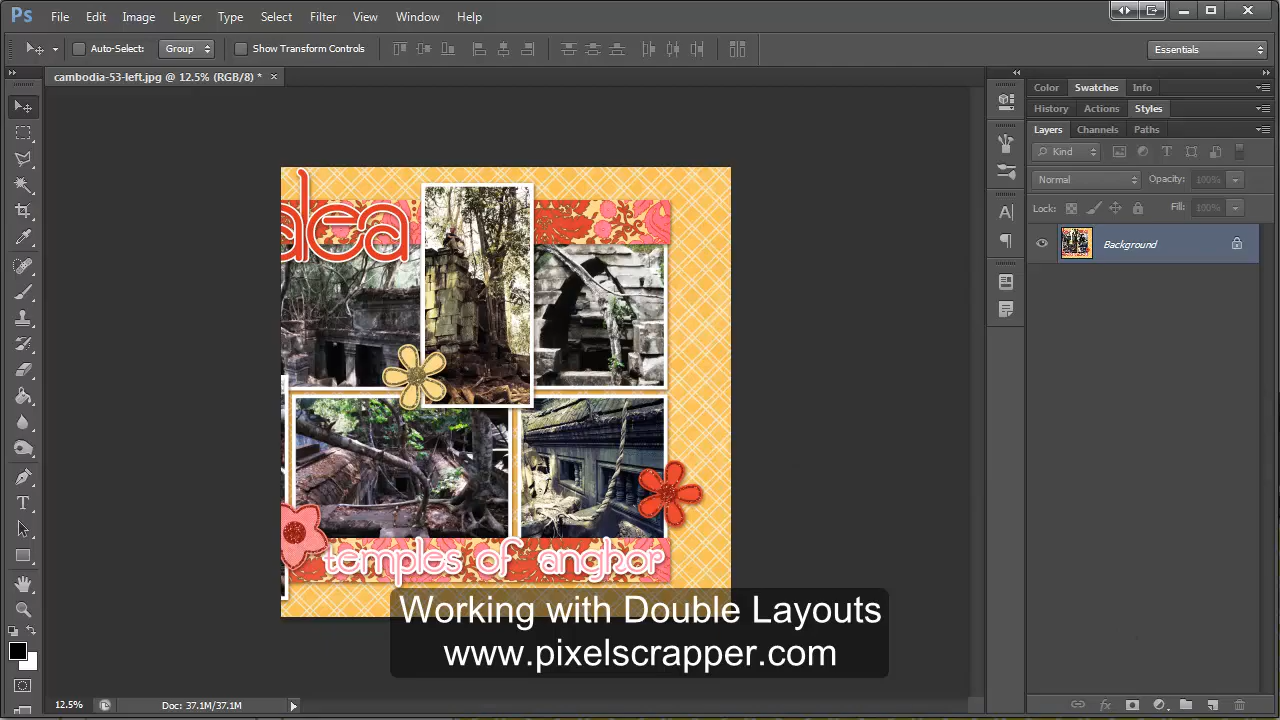 Ps File Edit Image Layer Type Select Filter View Window Help
Auto-Select: Group Show Transform Controls Essentials
cambodia-53-left.jpg @ 12.5% (RGB/8) * ×
Color Swatches Info
History Actions Styles
Layers Channels Paths
Kind
Normal Opacity: 100%
Lock: Fill: 100%
Background
alea
temples of angkor
Working with Double Layouts
www.pixelscrapper.com
12.5% Doc: 37.1M/37.1M